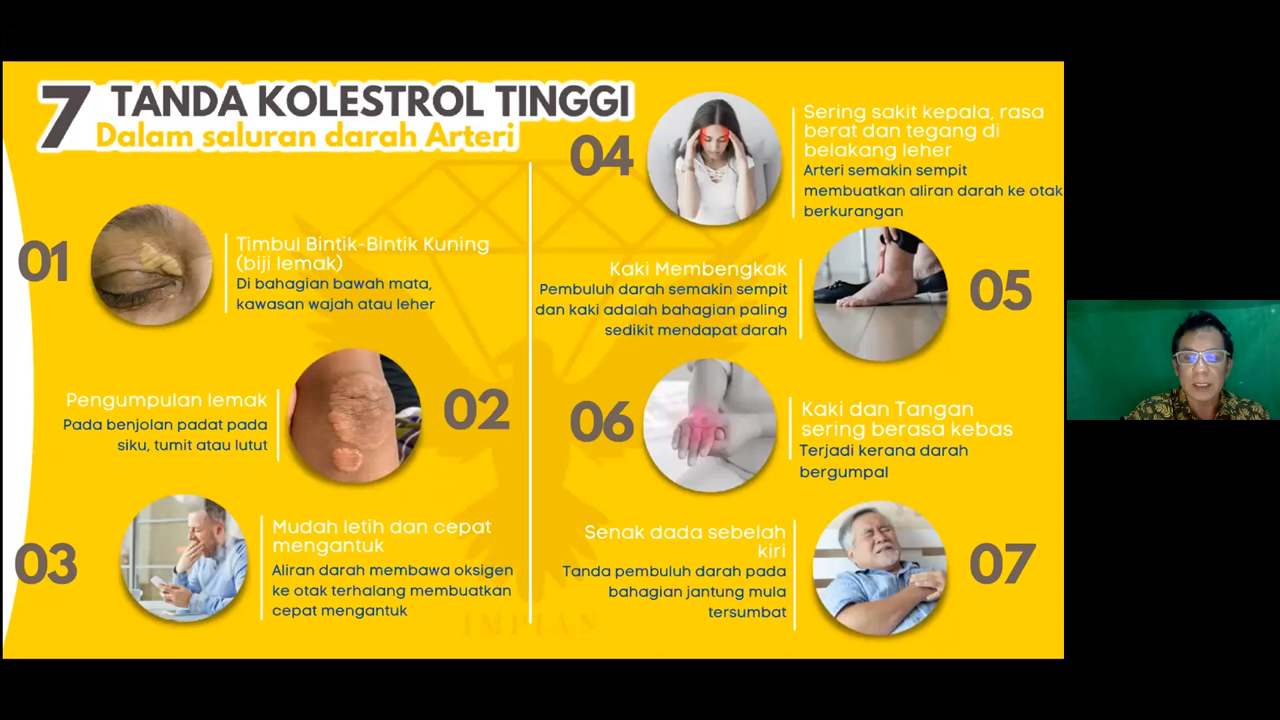 7 TANDA KOLESTROL TINGGI
Dalam saluran darah Arteri
01
Timbul Bintik-Bintik Kuning
(biji lemak)
Di bahagian bawah mata,
kawasan wajah atau leher
Pengumpulan lemak
Pada benjolan padat pada
siku, tumit atau lutut
02
03
Mudah letih dan cepat
mengantuk
Aliran darah membawa oksigen
ke otak terhalang membuatkan
cepat mengantuk
04
Sering sakit kepala, rasa
berat dan tegang di
belakang leher
Arteri semakin sempit
membuatkan aliran darah ke otak
berkurangan
Kaki Membengkak
Pembuluh darah semakin sempit
dan kaki adalah bahagian paling
sedikit mendapat darah
05
06
Kaki dan Tangan
sering berasa kebas
Terjadi kerana darah
bergumpal
Senak dada sebelah
kiri
Tanda pembuluh darah pada
bahagian jantung mula
tersumbat
07
IMPIAN